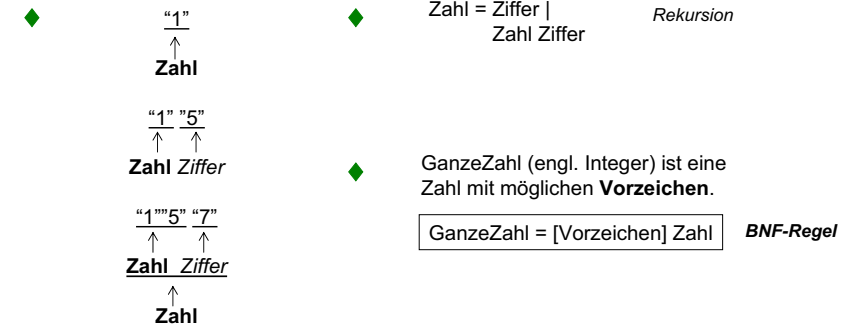 “1”
Zahl
“1” ”5”
Zahl Ziffer
“1””5” “7”
Zahl Ziffer
Zahl
Zahl = Ziffer | Rekursion
Zahl Ziffer
GanzeZahl (engl. Integer) ist eine
Zahl mit möglichen Vorzeichen.
GanzeZahl = [Vorzeichen] Zahl BNF-Regel